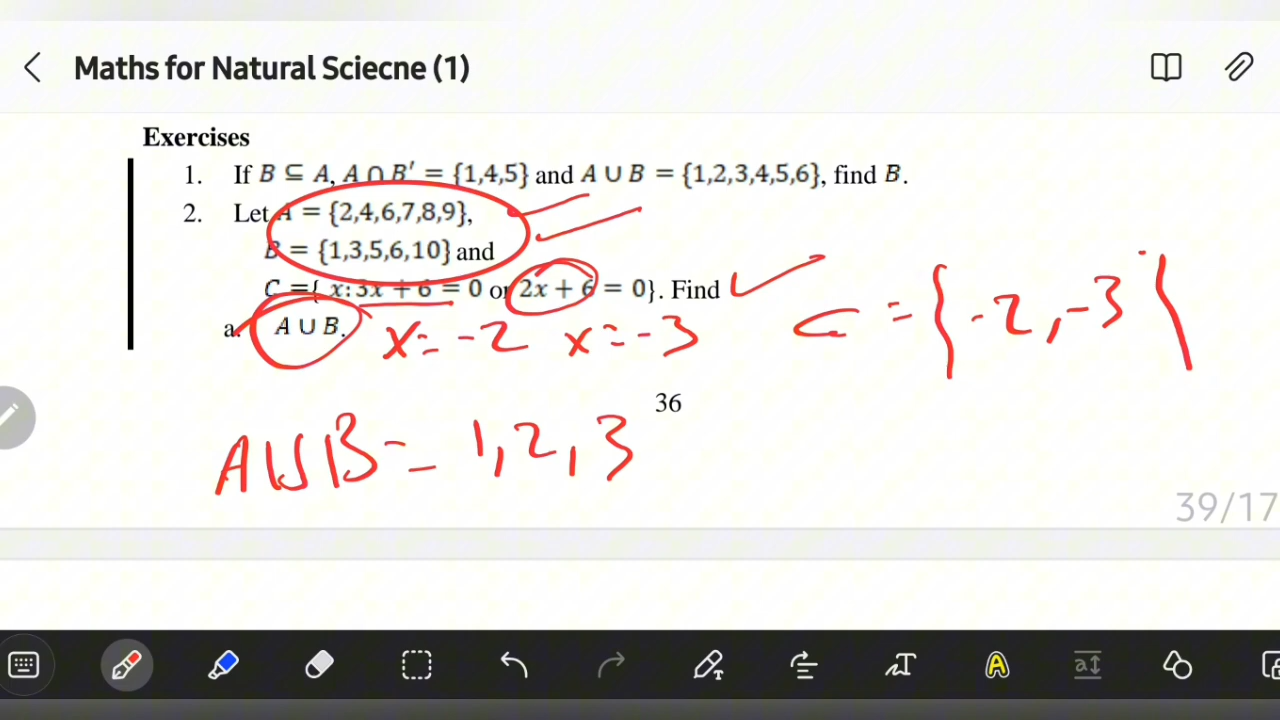 Maths for Natural Sciecne (1)
Exercises
1. If B ⊆ A, A ∩ B′ = {1,4,5} and A ∪ B = {1,2,3,4,5,6}, find B.
2. Let A = {2,4,6,7,8,9},
B = {1,3,5,6,10} and
C = { x: 3x + 6 = 0 or 2x + 6 = 0}. Find
a. A ∪ B.
x = -2 x = -3
C = {-2, -3}
36
A∪B = 1, 2, 3
39/17